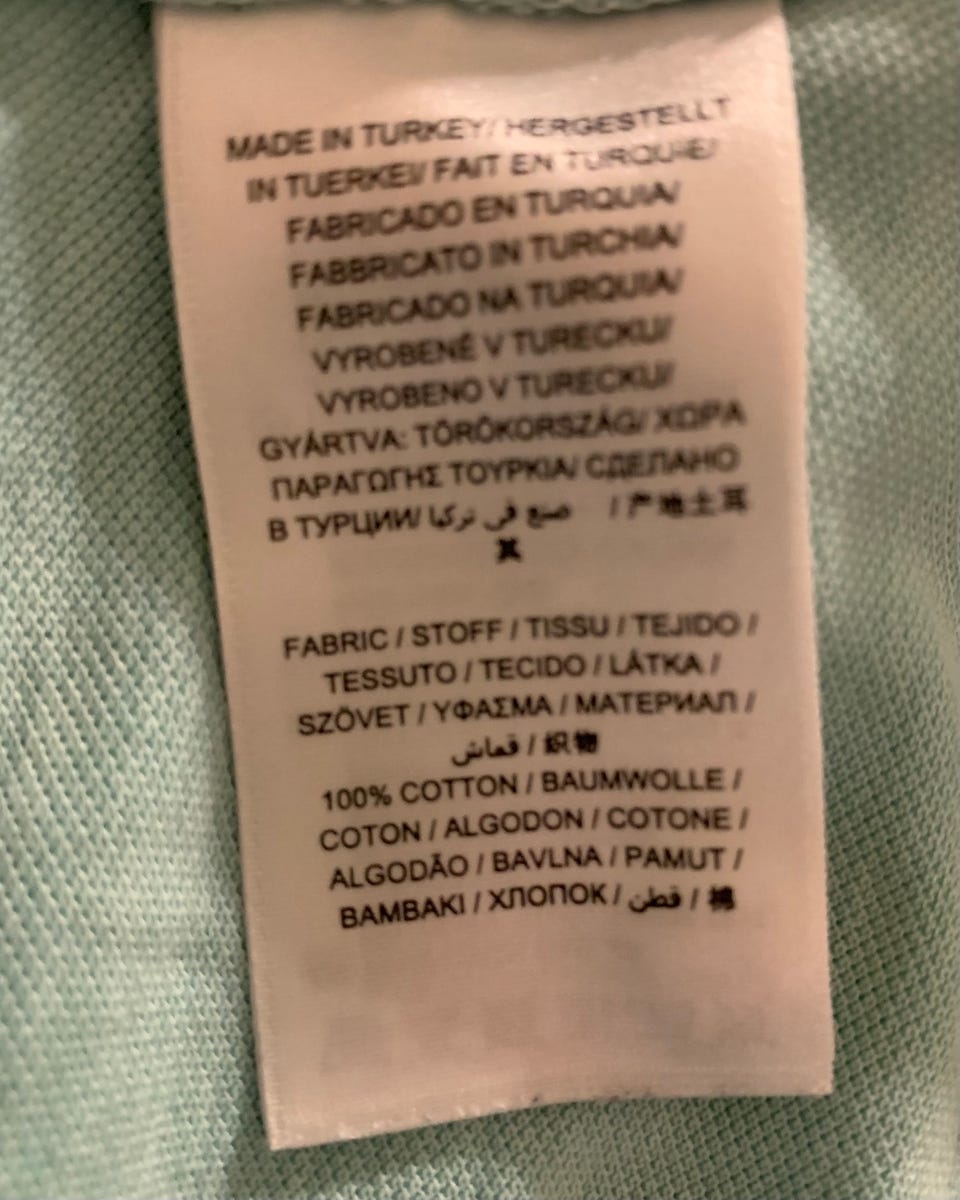 MADE IN TURKEY/ HERGESTELLT
IN TUERKEI/ FAIT EN TURQUIE/
FABRICADO EN TURQUIA/
FABBRICATO IN TURCHIA/
FABRICADO NA TURQUIA/
VYROBENÉ V TURECKU/
VYROBENO V TURECKU/
GYÁRTVA: TÖRÖKORSZÁG/ ΧΩΡΑ
ΠΑΡΑΓΩΓΗΣ ΤΟΥΡΚΙΑ/ СДЕЛАНО
В ТУРЦИИ/ صنع في تركيا / 产地土耳
其
FABRIC / STOFF / TISSU / TEJIDO /
TESSUTO / TECIDO / LÁTKA /
SZÖVET / ΥΦΑΣΜΑ / МАТЕРИАЛ /
قماش / 织物
100% COTTON / BAUMWOLLE /
COTON / ALGODON / COTONE /
ALGODÃO / BAVLNA / PAMUT /
BAMBAKI / ХЛОПОК / قطن / 棉